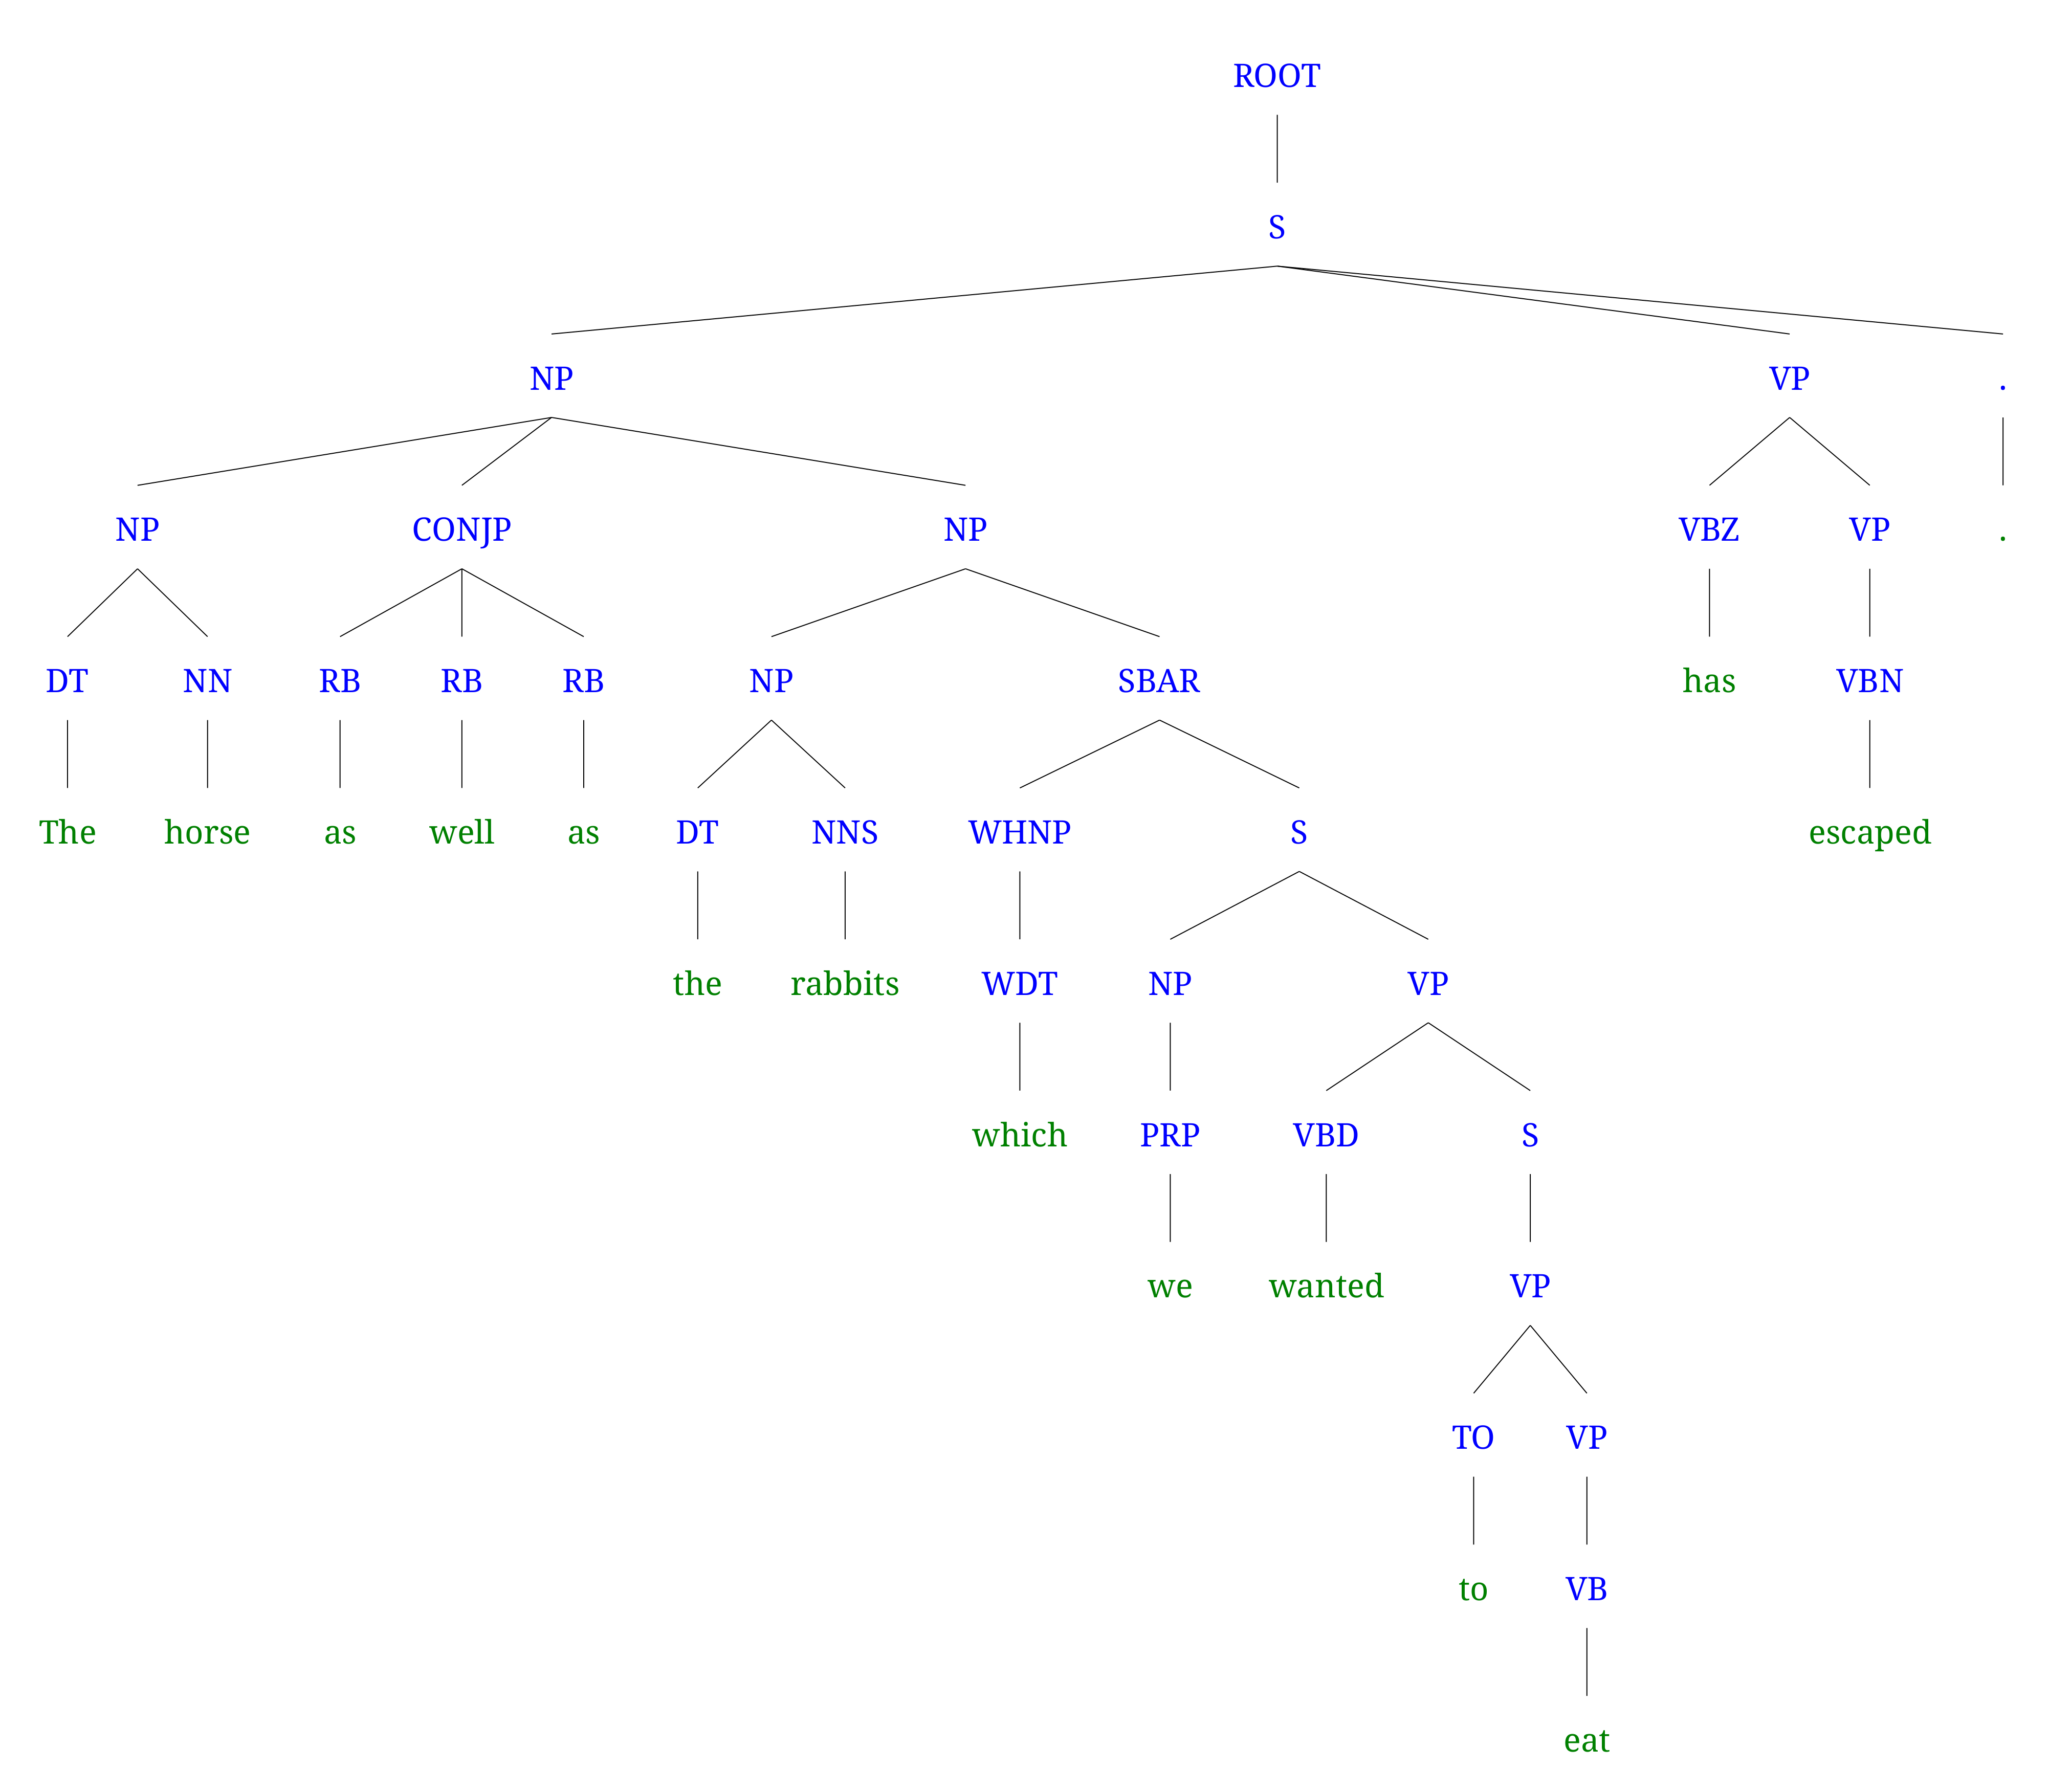 ROOT
S
NP VP .
NP CONJP NP VBZ VP .
DT NN RB RB RB NP SBAR has VBN
The horse as well as DT NNS WHNP S escaped
the rabbits WDT NP VP
which PRP VBD S
we wanted VP
TO VP
to VB
eat